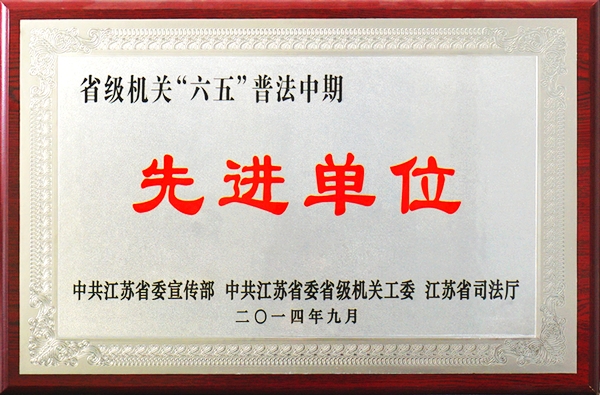 省级机关“六五”普法中期
先进单位
中共江苏省委宣传部 中共江苏省委省级机关工委 江苏省司法厅
二〇一四年九月